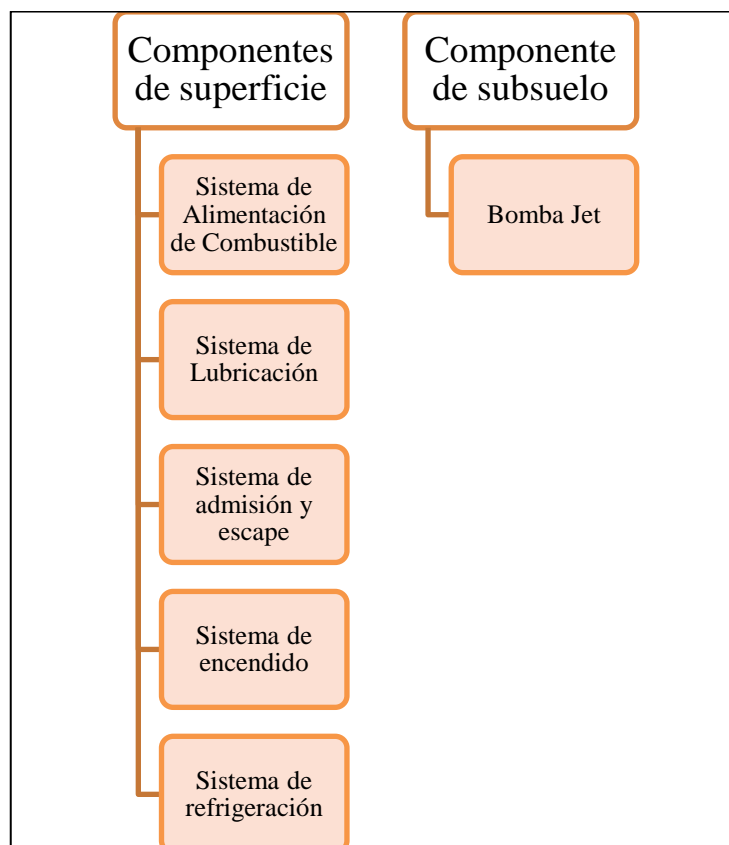 Componentes
de superficie
Sistema de
Alimentación
de Combustible
Sistema de
Lubricación
Sistema de
admisión y
escape
Sistema de
encendido
Sistema de
refrigeración
Componente
de subsuelo
Bomba Jet